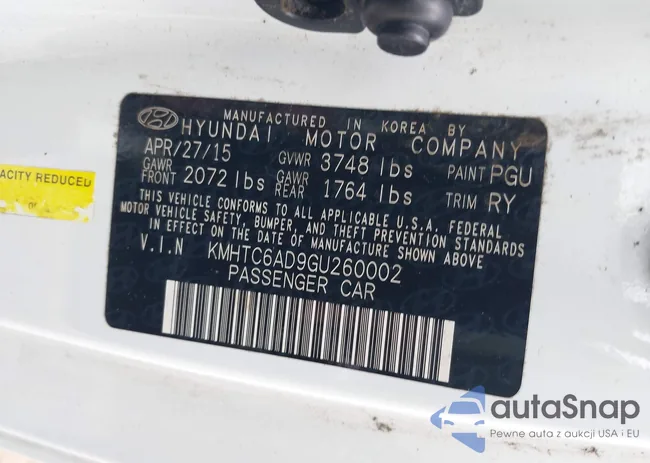 MANUFACTURED IN KOREA BY
HYUNDAI MOTOR COMPANY
APR/27/15 GVWR 3748 lbs PAINT PGU
GAWR FRONT 2072 lbs GAWR REAR 1764 lbs TRIM RY
THIS VEHICLE CONFORMS TO ALL APPLICABLE U.S.A. FEDERAL
MOTOR VEHICLE SAFETY, BUMPER, AND THEFT PREVENTION STANDARDS
IN EFFECT ON THE DATE OF MANUFACTURE SHOWN ABOVE.
V.I.N KMHTC6AD9GU260002
PASSENGER CAR
ACITY REDUCED
autoSnap
Pewne auta z aukcji USA i EU